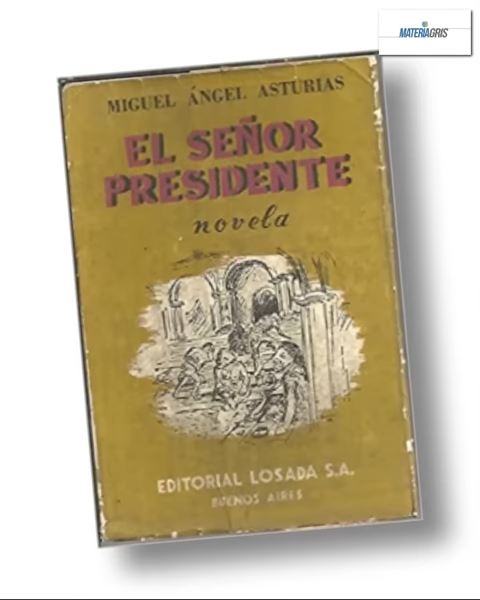 MATERIAGRIS
MIGUEL ÁNGEL ASTURIAS
EL SEÑOR
PRESIDENTE
novela
EDITORIAL LOSADA S.A.
BUENOS AIRES